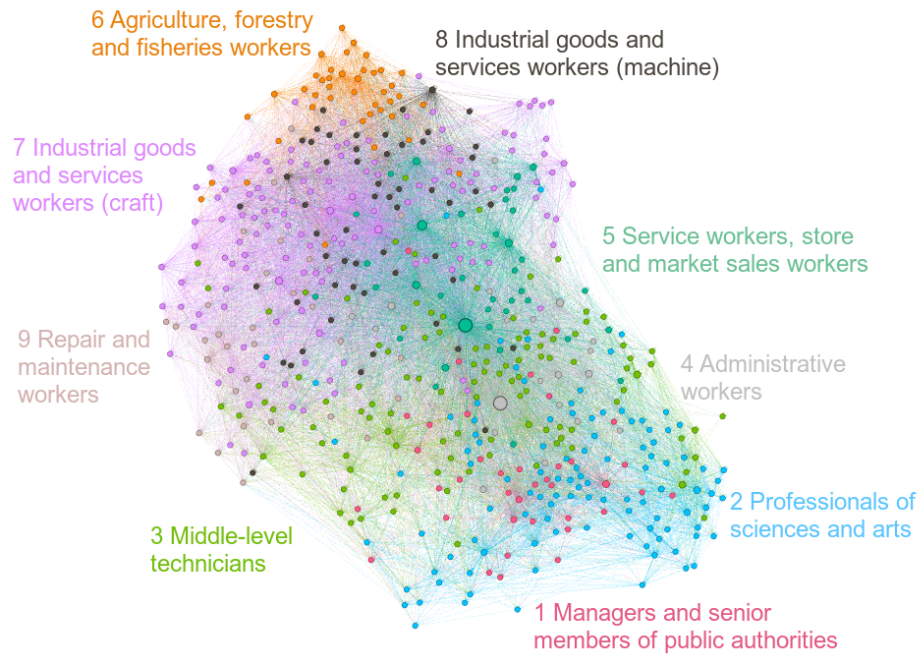 6 Agriculture, forestry
and fisheries workers
8 Industrial goods and
services workers (machine)
7 Industrial goods
and services
workers (craft)
5 Service workers, store
and market sales workers
9 Repair and
maintenance
workers
4 Administrative
workers
2 Professionals of
sciences and arts
3 Middle-level
technicians
1 Managers and senior
members of public authorities